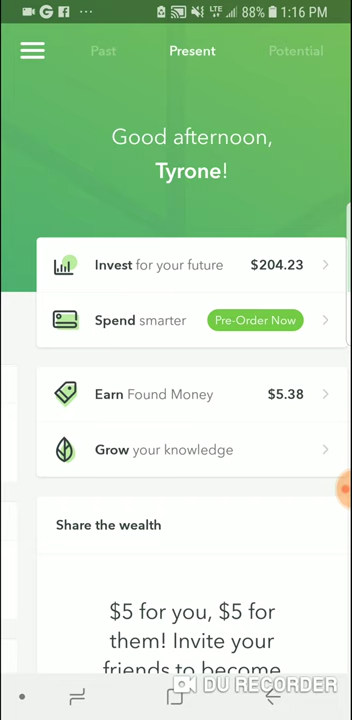 LTE 88% 1:16 PM
Past Present Potential
Good afternoon,
Tyrone!
Invest for your future $204.23
Spend smarter Pre-Order Now
Earn Found Money $5.38
Grow your knowledge
Share the wealth
$5 for you, $5 for
them! Invite your
friends to become
DU RECORDER